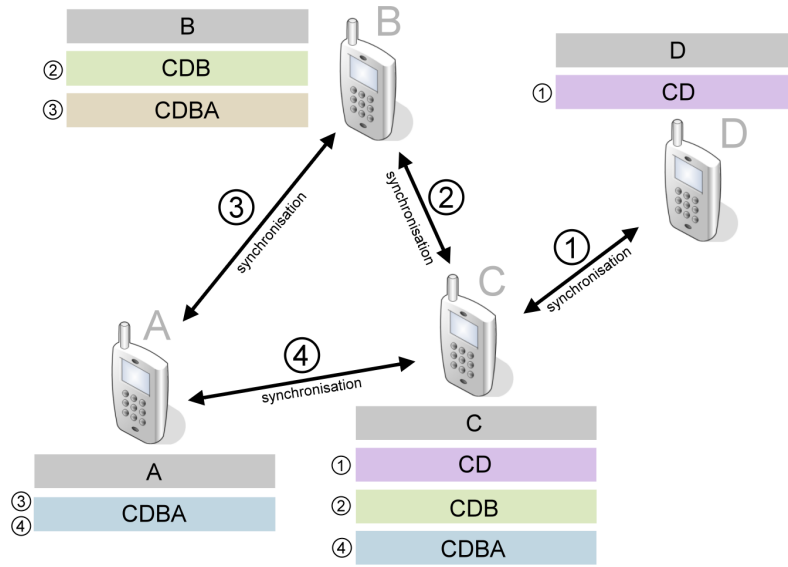 B
B
② CDB
③ CDBA
D
① CD
D
③
synchronisation
②
synchronisation
①
synchronisation
C
A
④
synchronisation
C
① CD
② CDB
④ CDBA
A
③
④
CDBA